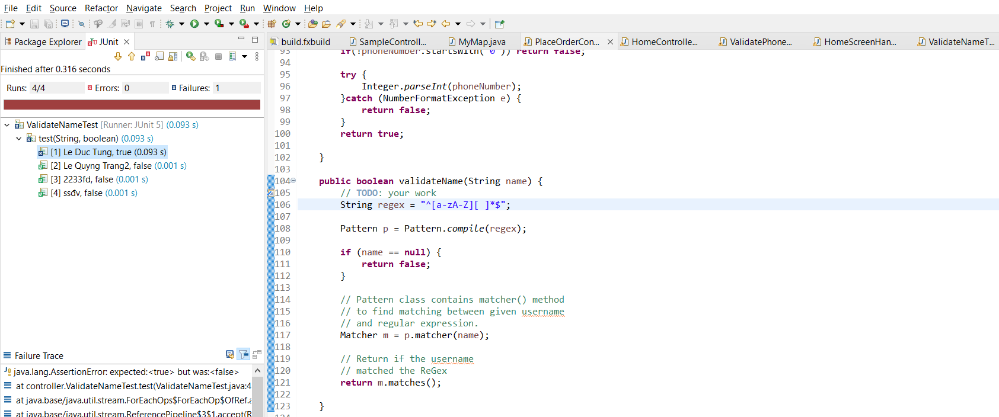 File Edit Source Refactor Navigate Search Project Run Window Help
Package Explorer JUnit
Finished after 0.316 seconds
Runs: 4/4 Errors: 0 Failures: 1
ValidateNameTest [Runner: JUnit 5] (0.093 s)
test(String, boolean) (0.093 s)
[1] Le Duc Tung, true (0.093 s)
[2] Le Quyng Trang2, false (0.001 s)
[3] 2233fd, false (0.001 s)
[4] ssđv, false (0.001 s)
Failure Trace
java.lang.AssertionError: expected:<true> but was:<false>
at controller.ValidateNameTest.test(ValidateNameTest.java:4
at java.base/java.util.stream.ForEachOps$ForEachOp$OfRef.a
at java.base/java.util.stream.ReferencePipeline$3$1.accept(R
build.fxbuild SampleControll... MyMap.java PlaceOrderCon... HomeControlle... ValidatePhone... HomeScreenHan... ValidateNameT...
93 if(!phoneNumber.startsWith("0")) return false;
94
95 try {
96 Integer.parseInt(phoneNumber);
97 }catch (NumberFormatException e) {
98 return false;
99 }
100 return true;
101
102 }
103
104 public boolean validateName(String name) {
105 // TODO: your work
106 String regex = "^[a-zA-Z][ ]*$";
107
108 Pattern p = Pattern.compile(regex);
109
110 if (name == null) {
111 return false;
112 }
113
114 // Pattern class contains matcher() method
115 // to find matching between given username
116 // and regular expression.
117 Matcher m = p.matcher(name);
118
119 // Return if the username
120 // matched the ReGex
121 return m.matches();
122
123 }